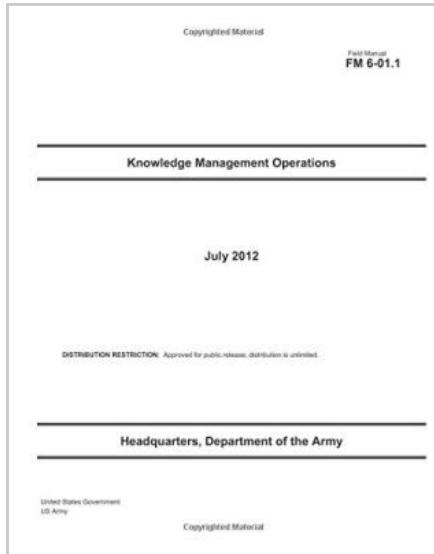 Copyrighted Material
Field Manual
FM 6-01.1
Knowledge Management Operations
July 2012
DISTRIBUTION RESTRICTION: Approved for public release; distribution is unlimited.
Headquarters, Department of the Army
United States Government
US Army
Copyrighted Material